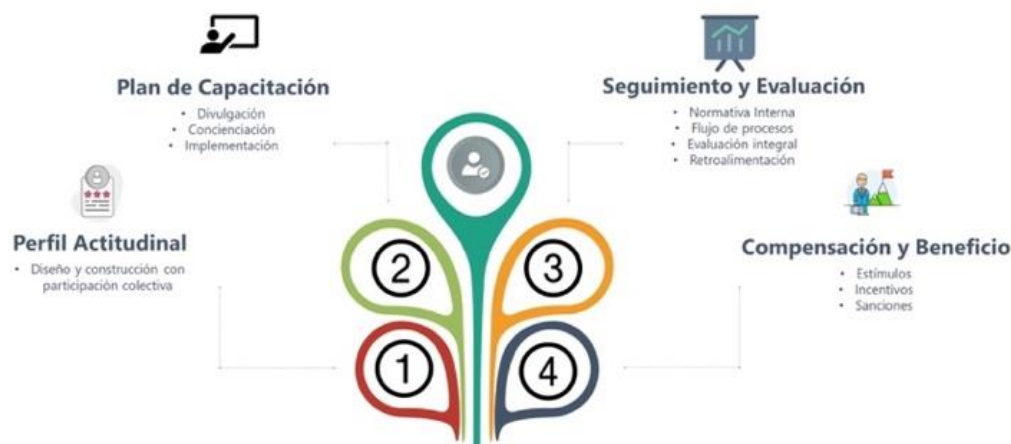 Plan de Capacitación
• Divulgación
• Concienciación
• Implementación
Seguimiento y Evaluación
• Normativa Interna
• Flujo de procesos
• Evaluación integral
• Retroalimentación
Perfil Actitudinal
• Diseño y construcción con
participación colectiva
Compensación y Beneficio
• Estímulos
• Incentivos
• Sanciones
2
3
1
4